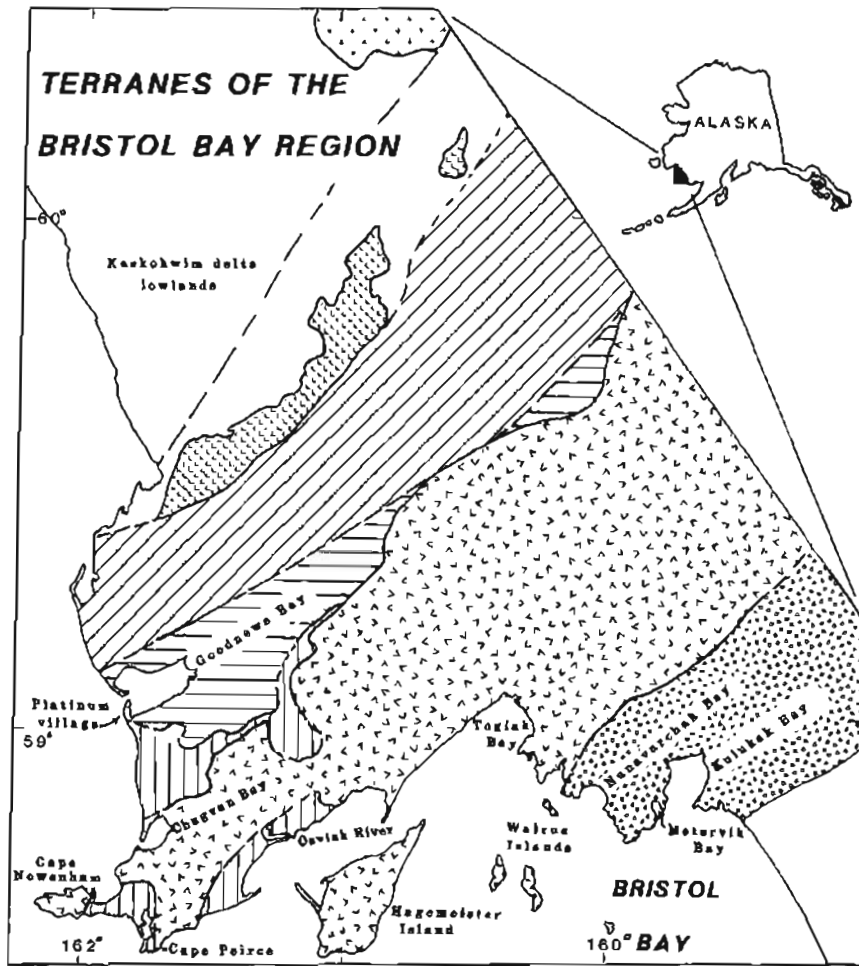 TERRANES OF THE
BRISTOL BAY REGION
ALASKA
60°
Kuskokwim delta
lowlands
Goodnews Bay
Platinum
village
59°
Togiak
Bay
Nunavarchak Bay
Kulukak Bay
Chagvan Bay
Osviak River
Walrus
Islands
Metervik
Bay
Cape
Newenham
Hagemeister
Island
BRISTOL
BAY
Cape Peirce
162°
160°